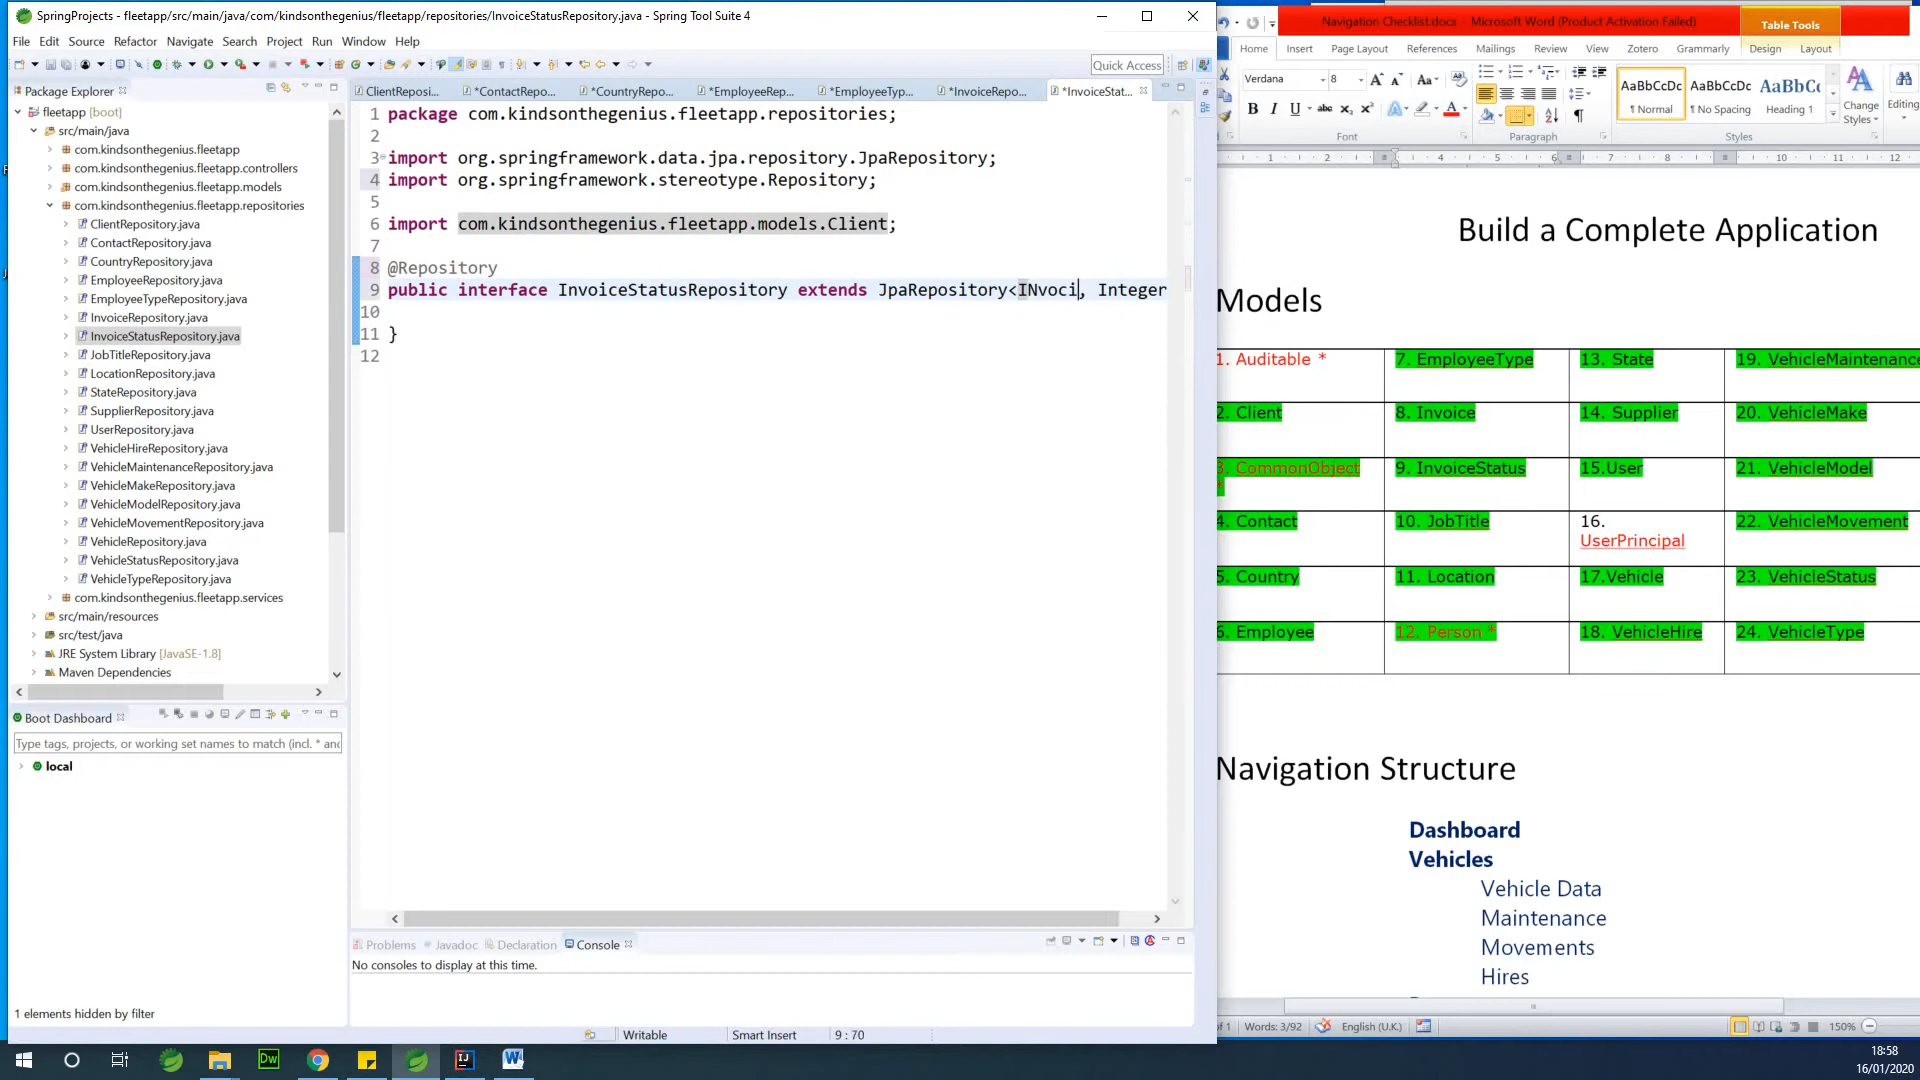 SpringProjects - fleetapp/src/main/java/com/kindsonthegenius/fleetapp/repositories/InvoiceStatusRepository.java - Spring Tool Suite 4
File Edit Source Refactor Navigate Search Project Run Window Help
Quick Access
Package Explorer
fleetapp [boot]
src/main/java
com.kindsonthegenius.fleetapp
com.kindsonthegenius.fleetapp.controllers
com.kindsonthegenius.fleetapp.models
com.kindsonthegenius.fleetapp.repositories
ClientRepository.java
ContactRepository.java
CountryRepository.java
EmployeeRepository.java
EmployeeTypeRepository.java
InvoiceRepository.java
InvoiceStatusRepository.java
JobTitleRepository.java
LocationRepository.java
StateRepository.java
SupplierRepository.java
UserRepository.java
VehicleHireRepository.java
VehicleMaintenanceRepository.java
VehicleMakeRepository.java
VehicleModelRepository.java
VehicleMovementRepository.java
VehicleRepository.java
VehicleStatusRepository.java
VehicleTypeRepository.java
com.kindsonthegenius.fleetapp.services
src/main/resources
src/test/java
JRE System Library [JavaSE-1.8]
Maven Dependencies
Boot Dashboard
Type tags, projects, or working set names to match (incl. * and
local
1 elements hidden by filter
ClientReposi... *ContactRepo... *CountryRepo... *EmployeeRep... *EmployeeTyp... *InvoiceRepo... *InvoiceStat...
1 package com.kindsonthegenius.fleetapp.repositories;
2
3 import org.springframework.data.jpa.repository.JpaRepository;
4 import org.springframework.stereotype.Repository;
5
6 import com.kindsonthegenius.fleetapp.models.Client;
7
8 @Repository
9 public interface InvoiceStatusRepository extends JpaRepository<INvoci, Integer
10
11 }
12
Problems Javadoc Declaration Console
No consoles to display at this time.
Writable Smart Insert 9 : 70
Navigation Checklist.docx - Microsoft Word (Product Activation Failed) Table Tools
Home Insert Page Layout References Mailings Review View Zotero Grammarly Design Layout
Verdana 8
AaBbCcDc AaBbCcDc AaBbCc
¶ Normal ¶ No Spacing Heading 1 Change Styles Editing
Font Paragraph Styles
1 2 4 5 6 7 8 10 11 12
Build a Complete Application
Models
1. Auditable * 7. EmployeeType 13. State 19. VehicleMaintenance
2. Client 8. Invoice 14. Supplier 20. VehicleMake
3. CommonObject * 9. InvoiceStatus 15.User 21. VehicleModel
4. Contact 10. JobTitle 16. UserPrincipal 22. VehicleMovement
5. Country 11. Location 17.Vehicle 23. VehicleStatus
6. Employee 12. Person * 18. VehicleHire 24. VehicleType
Navigation Structure
Dashboard
Vehicles
Vehicle Data
Maintenance
Movements
Hires
of 1 Words: 3/92 English (U.K.) 150%
18:58
16/01/2020